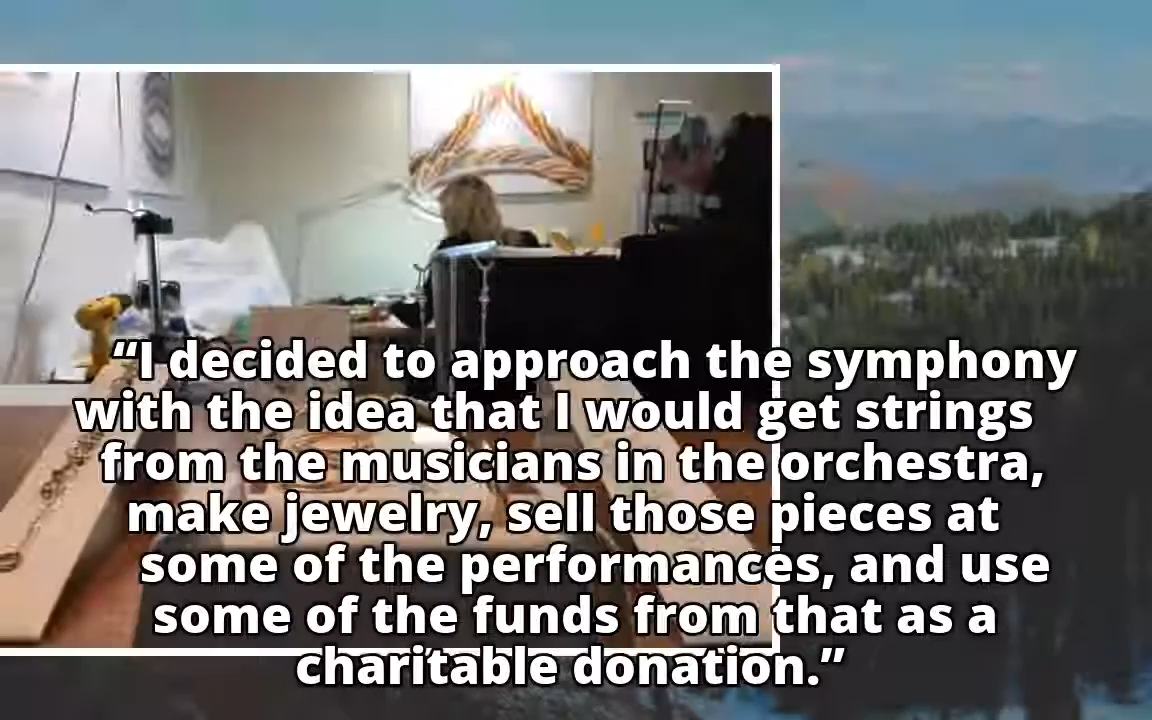 “I decided to approach the symphony
with the idea that I would get strings
from the musicians in the orchestra,
make jewelry, sell those pieces at
some of the performances, and use
some of the funds from that as a
charitable donation.”